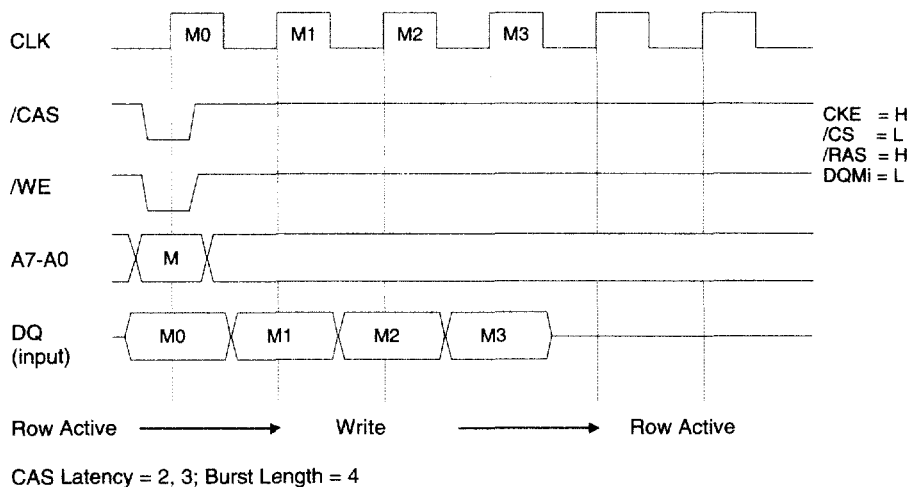 CLK M0 M1 M2 M3
/CAS
CKE = H
/CS = L
/RAS = H
DQMi = L
/WE
A7-A0 M
DQ M0 M1 M2 M3
(input)
Row Active Write Row Active
CAS Latency = 2, 3; Burst Length = 4